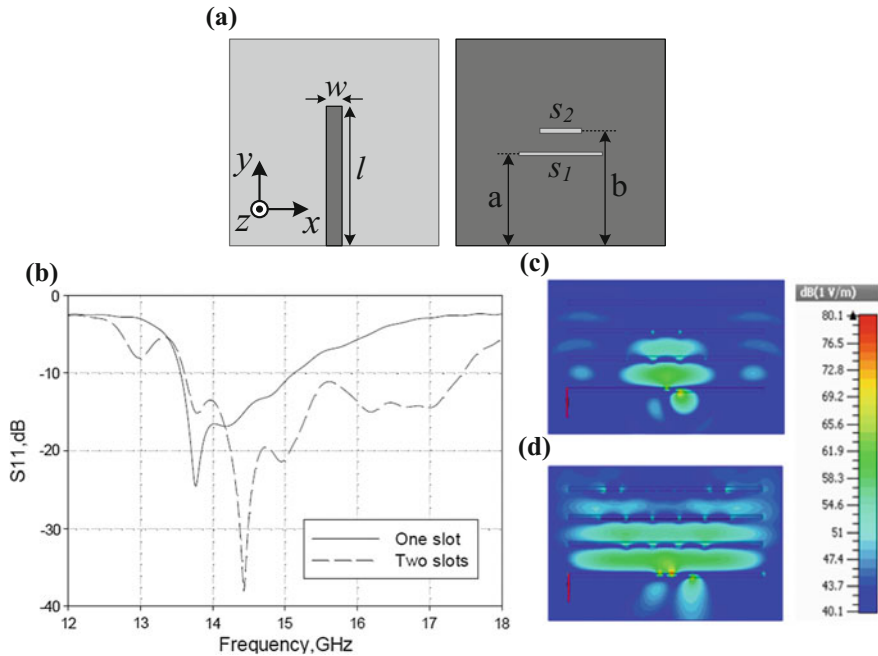 (a)
w
l
y
z
x
s2
s1
a
b
(b)
S11,dB
0
-10
-20
-30
-40
12
13
14
15
16
17
18
Frequency,GHz
One slot
Two slots
(c)
(d)
dB(1 V/m)
80.1
76.5
72.8
69.2
65.6
61.9
58.3
54.6
51
47.3
43.7
40.1